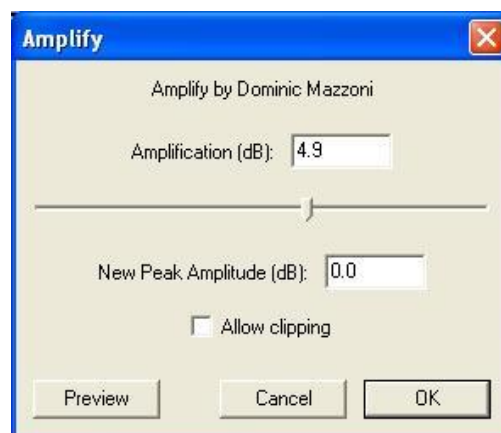 Amplify
Amplify by Dominic Mazzoni
Amplification (dB): 4.9
New Peak Amplitude (dB): 0.0
Allow clipping
Preview Cancel OK